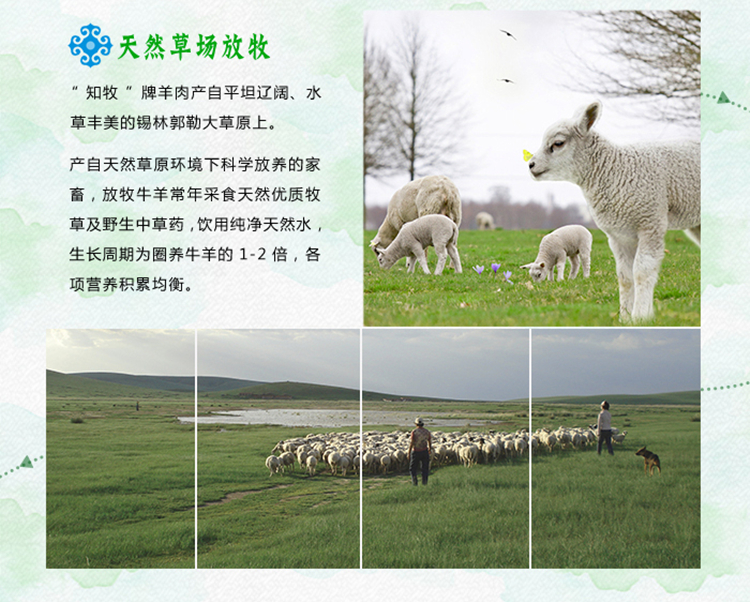 天然草场放牧
“知牧”牌羊肉产自平坦辽阔、水
草丰美的锡林郭勒大草原上。
产自天然草原环境下科学放养的家
畜，放牧牛羊常年采食天然优质牧
草及野生中草药，饮用纯净天然水，
生长周期为圈养牛羊的 1-2 倍，各
项营养积累均衡。